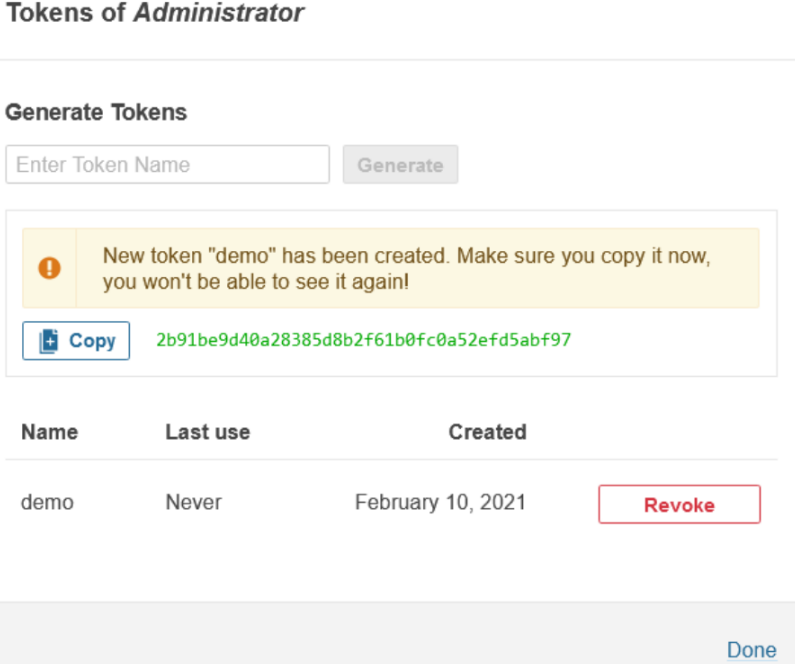 Tokens of Administrator
Generate Tokens
Enter Token Name
Generate
New token "demo" has been created. Make sure you copy it now,
you won't be able to see it again!
Copy
2b91be9d40a28385d8b2f61b0fc0a52efd5abf97
Name Last use Created
demo Never February 10, 2021 Revoke
Done